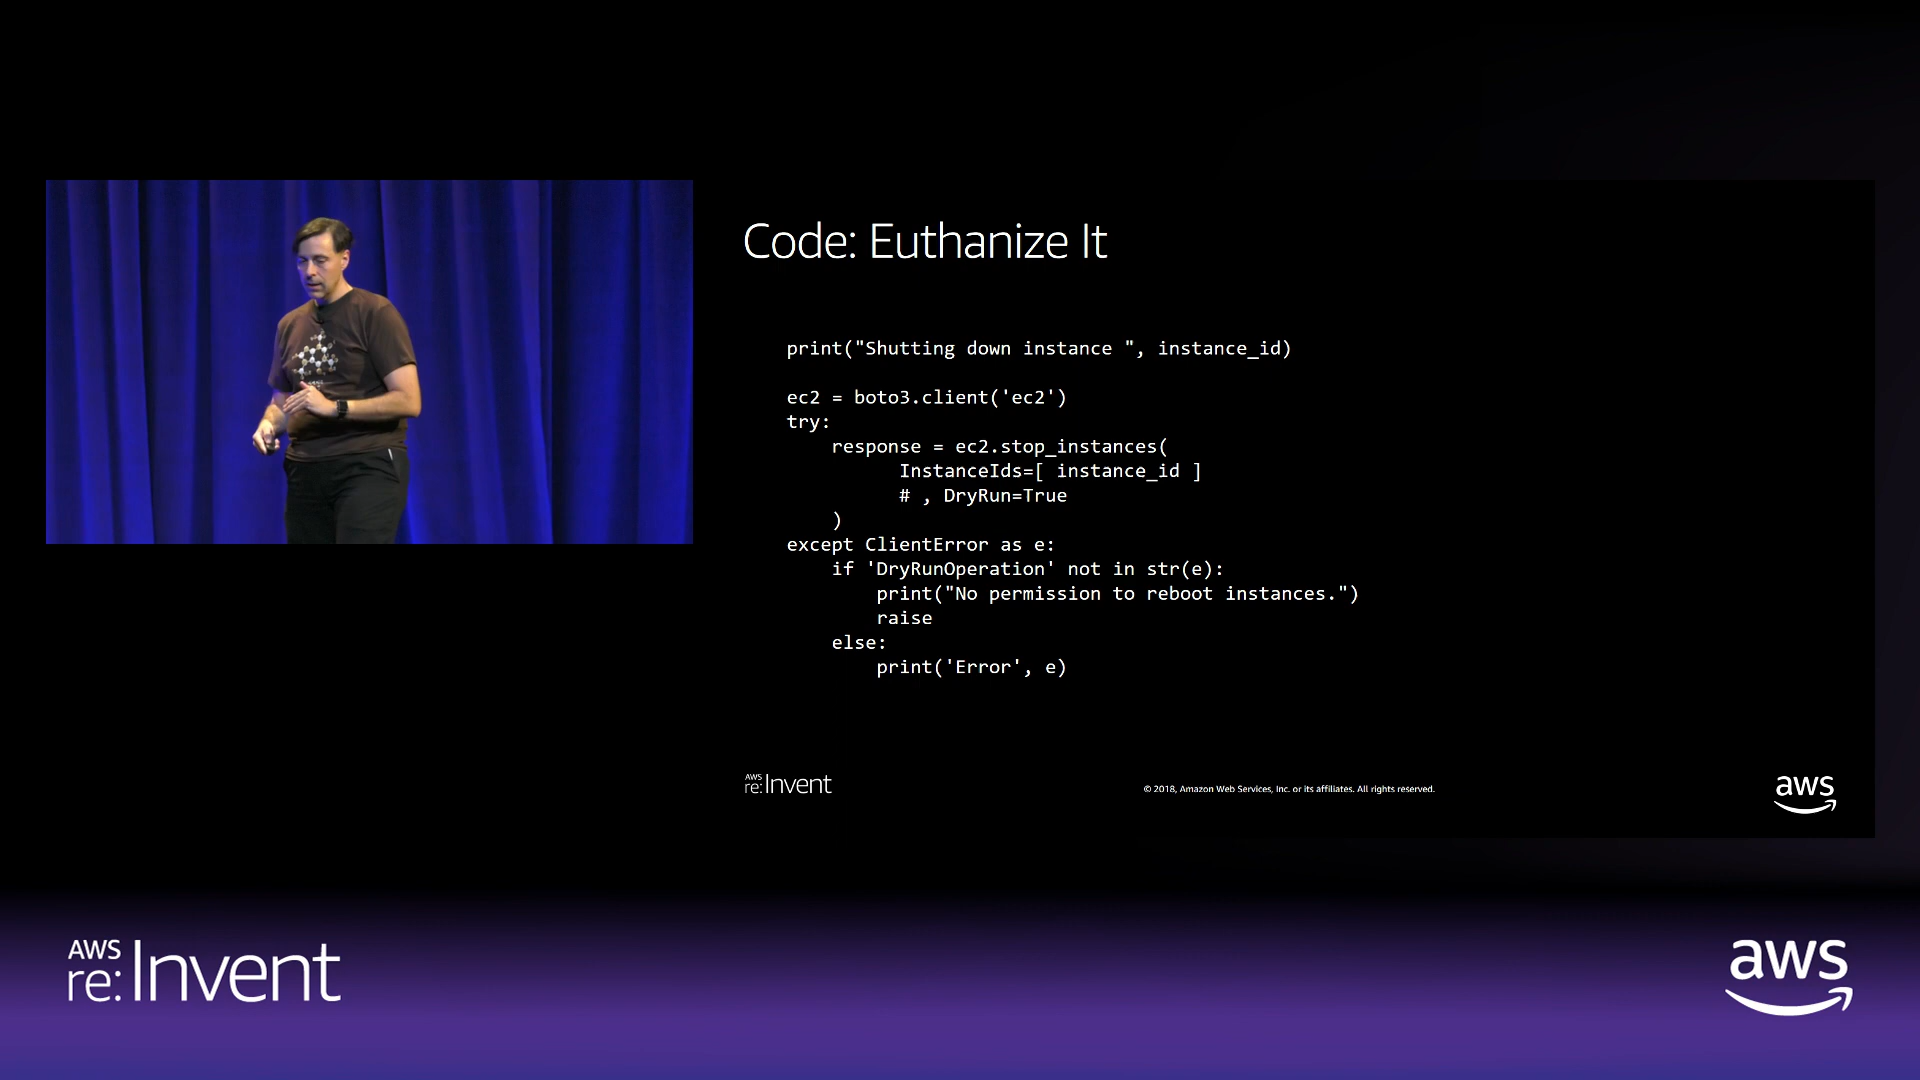 Code: Euthanize It
print("Shutting down instance ", instance_id)
ec2 = boto3.client('ec2')
try:
    response = ec2.stop_instances(
          InstanceIds=[ instance_id ]
          # , DryRun=True
    )
except ClientError as e:
    if 'DryRunOperation' not in str(e):
        print("No permission to reboot instances.")
        raise
    else:
        print('Error', e)
AWS
re:Invent
© 2018, Amazon Web Services, Inc. or its affiliates. All rights reserved.
aws
AWS
re:Invent
aws